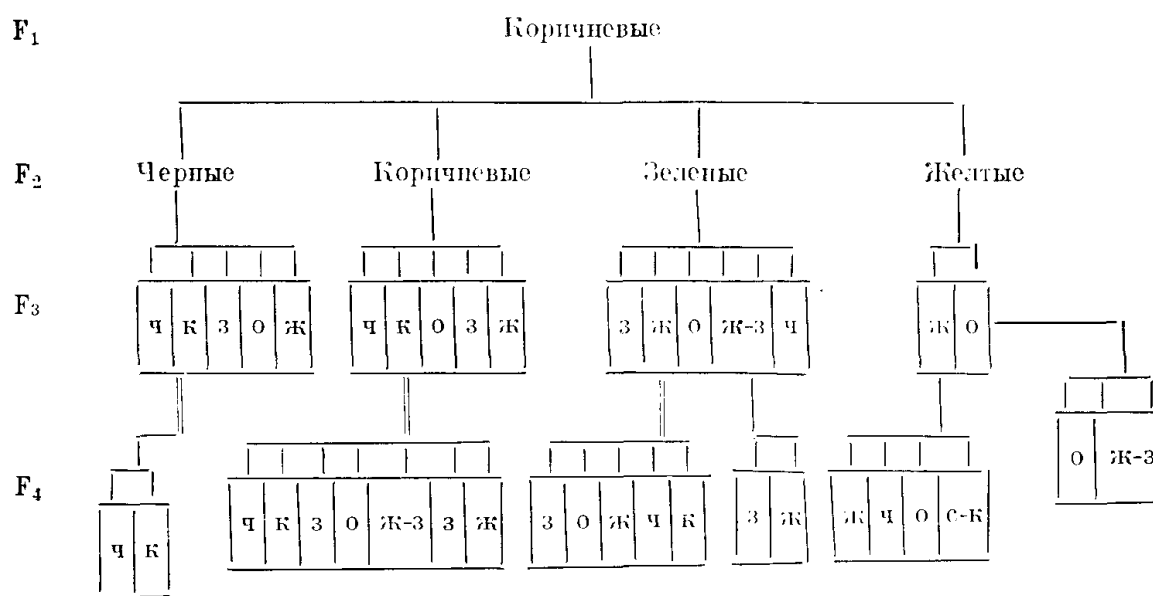 F₁ Коричневые
F₂ Черные Коричневые Зеленые Желтые
F₃ ч к з о ж ч к о з ж з ж о ж-з ч ж о
о ж-з
F₄ ч к з о ж-з з ж з о ж ч к з ж ж ч о с-к
ч к